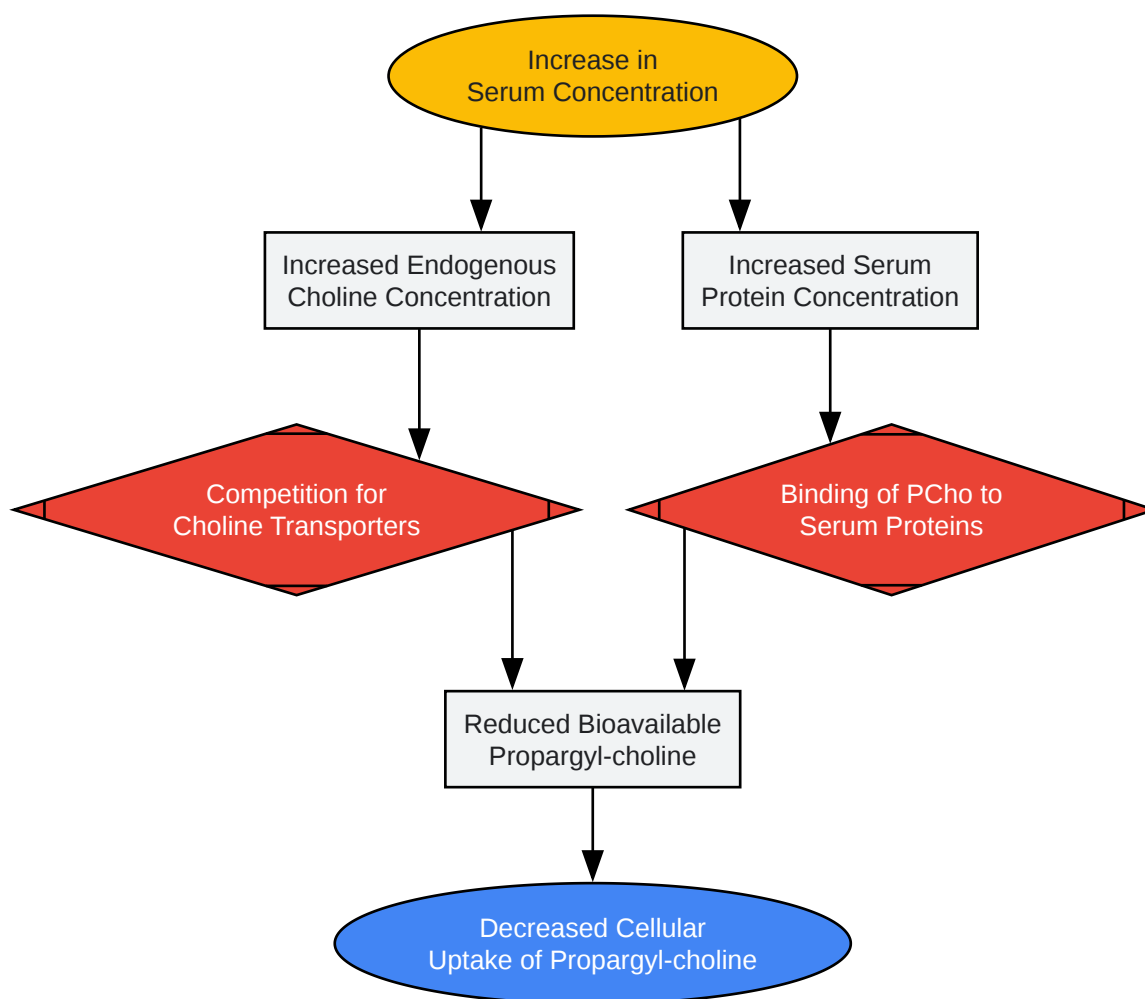 Increase in
Serum Concentration
Increased Endogenous
Choline Concentration
Increased Serum
Protein Concentration
Competition for
Choline Transporters
Binding of PCho to
Serum Proteins
Reduced Bioavailable
Propargyl-choline
Decreased Cellular
Uptake of Propargyl-choline